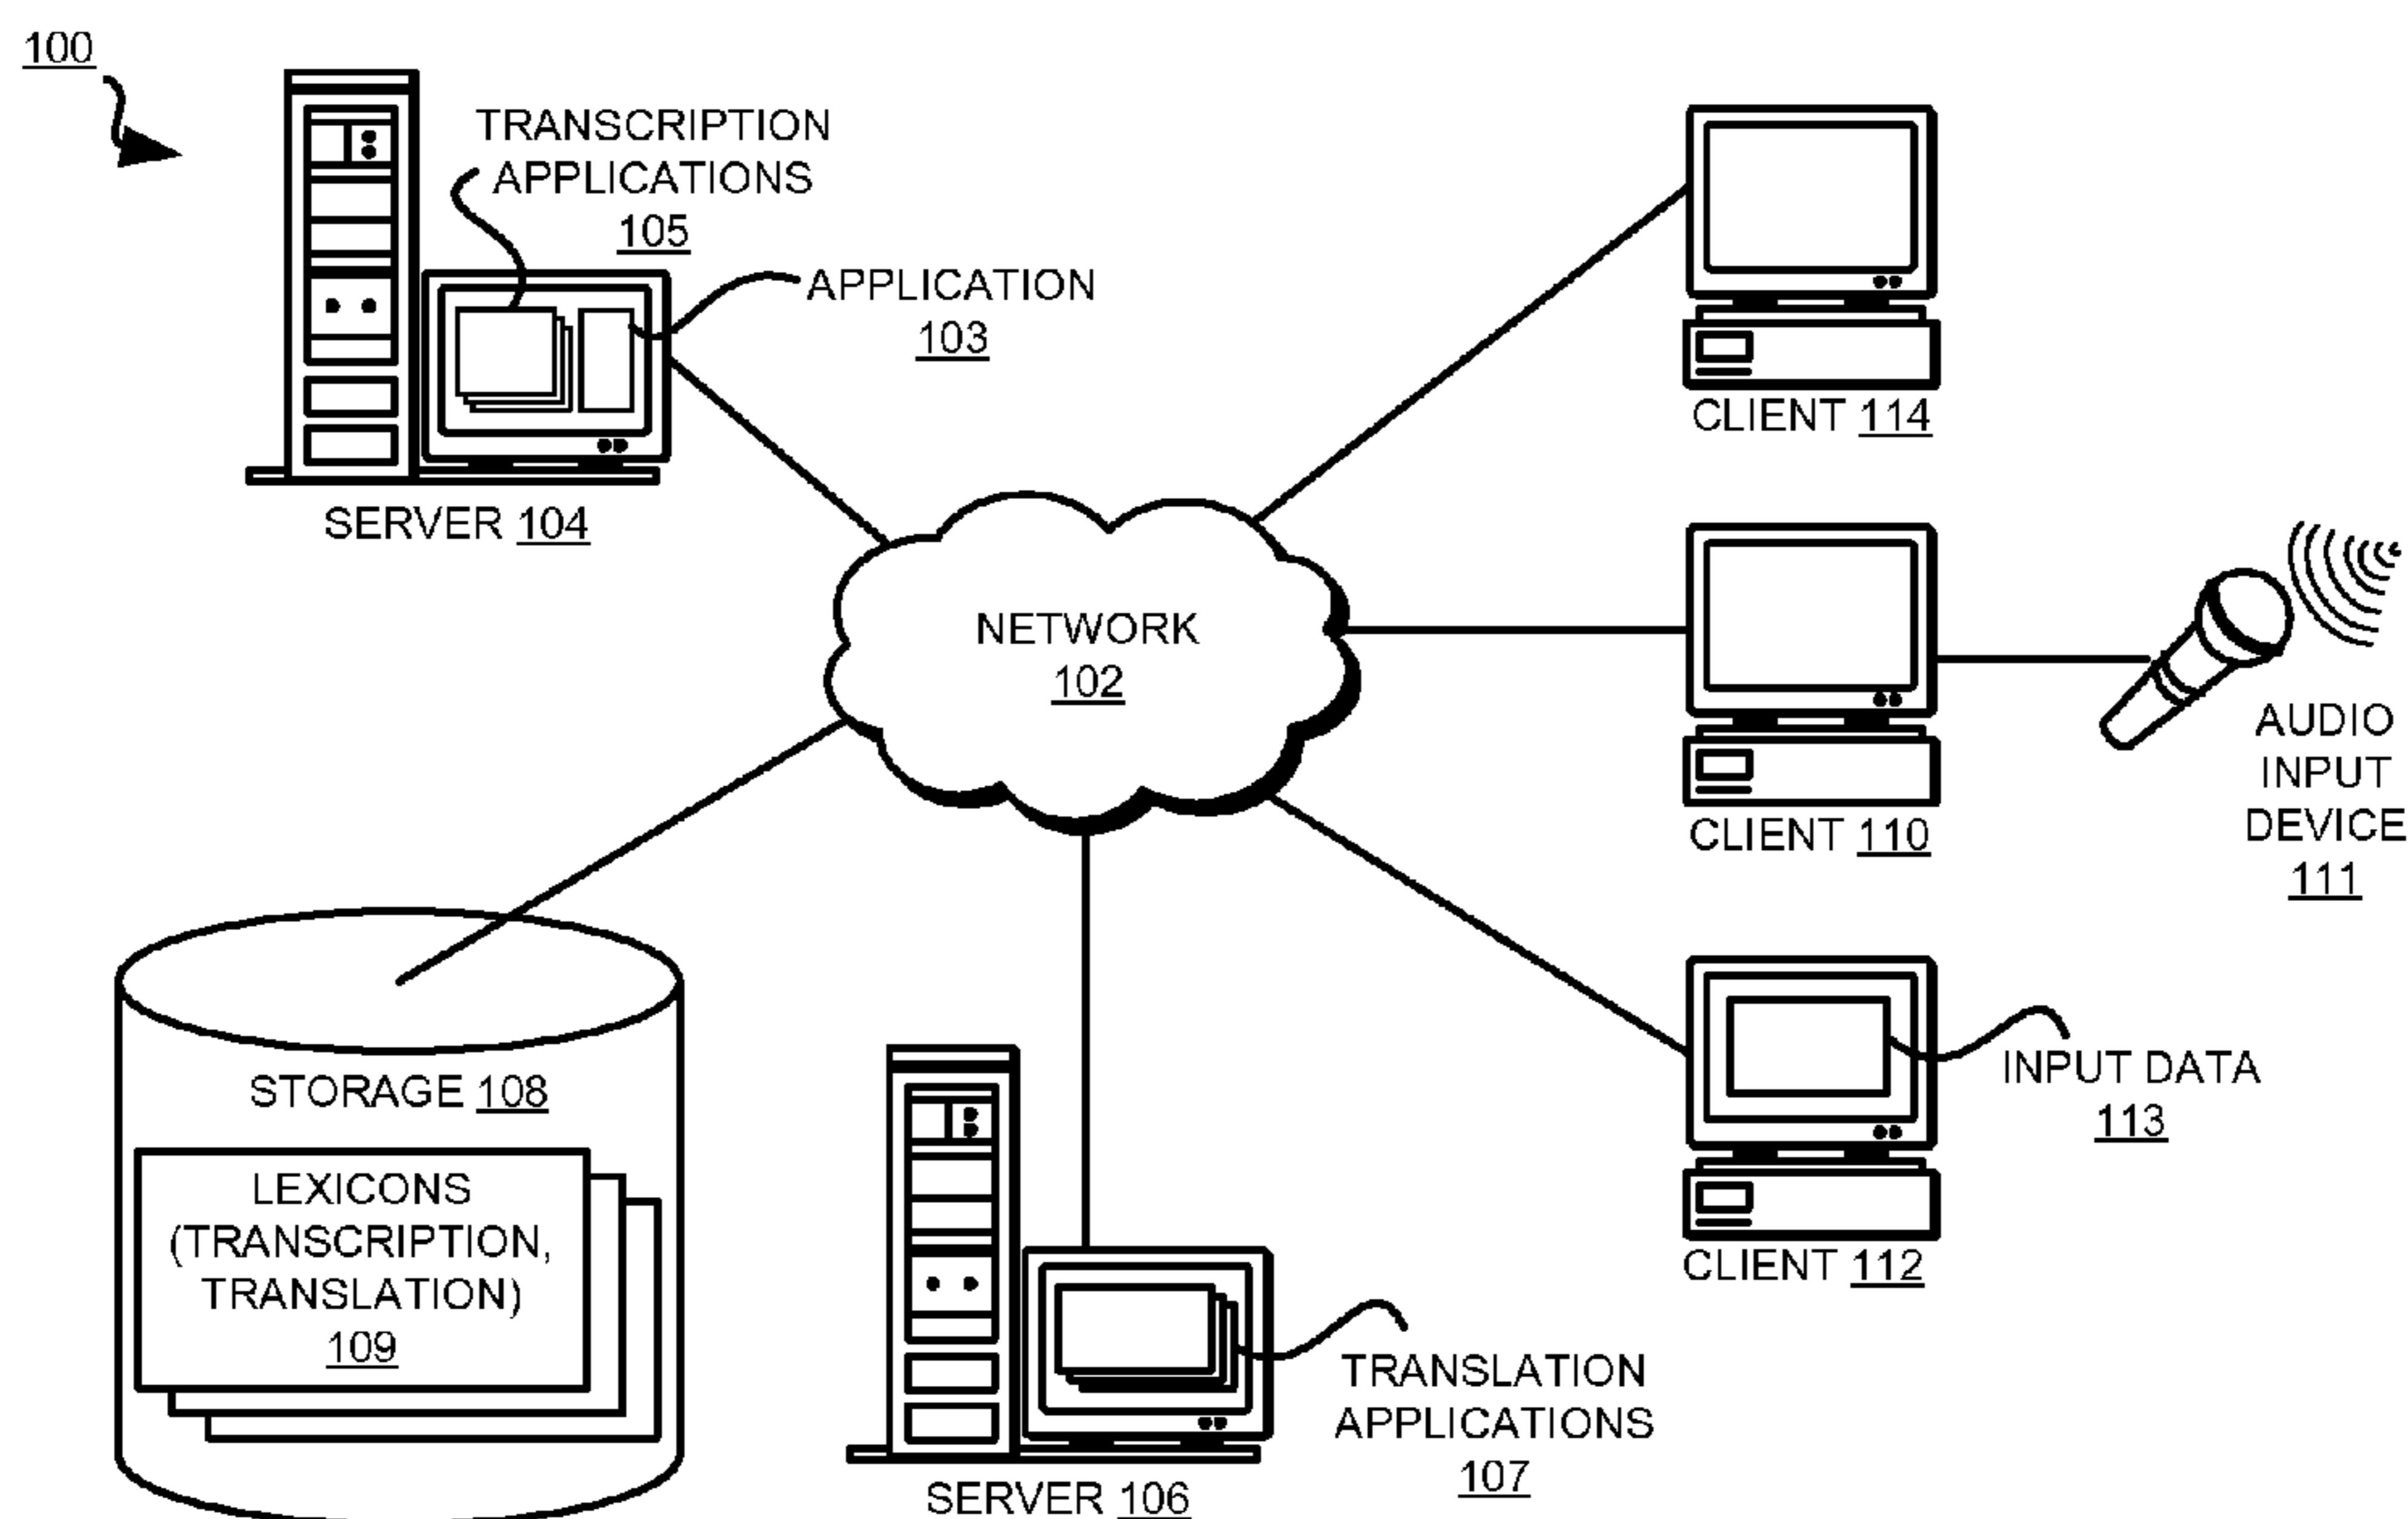 100
TRANSCRIPTION
APPLICATIONS
105
APPLICATION
103
SERVER 104
CLIENT 114
NETWORK
102
CLIENT 110
AUDIO
INPUT
DEVICE
111
STORAGE 108
LEXICONS
(TRANSCRIPTION,
TRANSLATION)
109
INPUT DATA
113
CLIENT 112
TRANSLATION
APPLICATIONS
107
SERVER 106